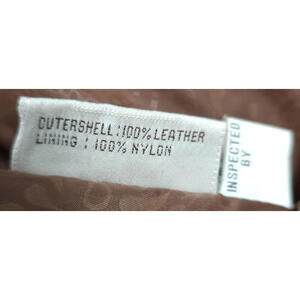 OUTERSHELL:100% LEATHER
LINING : 100% NYLON
INSPECTED
BY